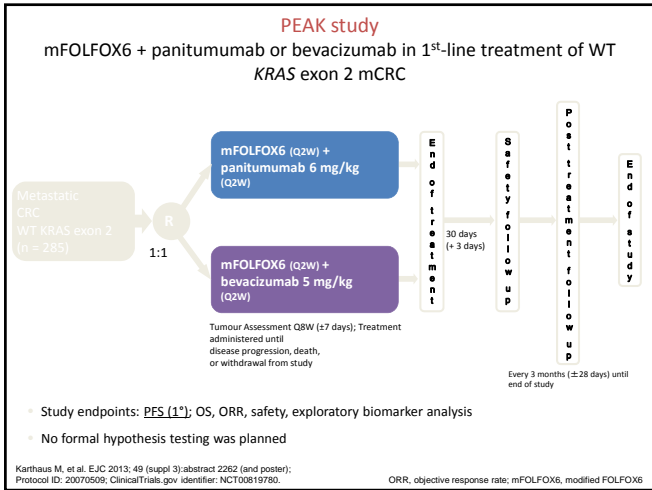 PEAK study
mFOLFOX6 + panitumumab or bevacizumab in 1st-line treatment of WT
KRAS exon 2 mCRC
Metastatic
CRC
WT KRAS exon 2
(n = 285)
R
1:1
mFOLFOX6 (Q2W) +
panitumumab 6 mg/kg
(Q2W)
mFOLFOX6 (Q2W) +
bevacizumab 5 mg/kg
(Q2W)
Tumour Assessment Q8W (±7 days); Treatment
administered until
disease progression, death,
or withdrawal from study
End of treatment
30 days
(+ 3 days)
Safety follow up
Post treatment follow up
End of study
Every 3 months (±28 days) until
end of study
• Study endpoints: PFS (1°); OS, ORR, safety, exploratory biomarker analysis
• No formal hypothesis testing was planned
Karthaus M, et al. EJC 2013; 49 (suppl 3):abstract 2262 (and poster);
Protocol ID: 20070509; ClinicalTrials.gov identifier: NCT00819780.
ORR, objective response rate; mFOLFOX, modified FOLFOX6